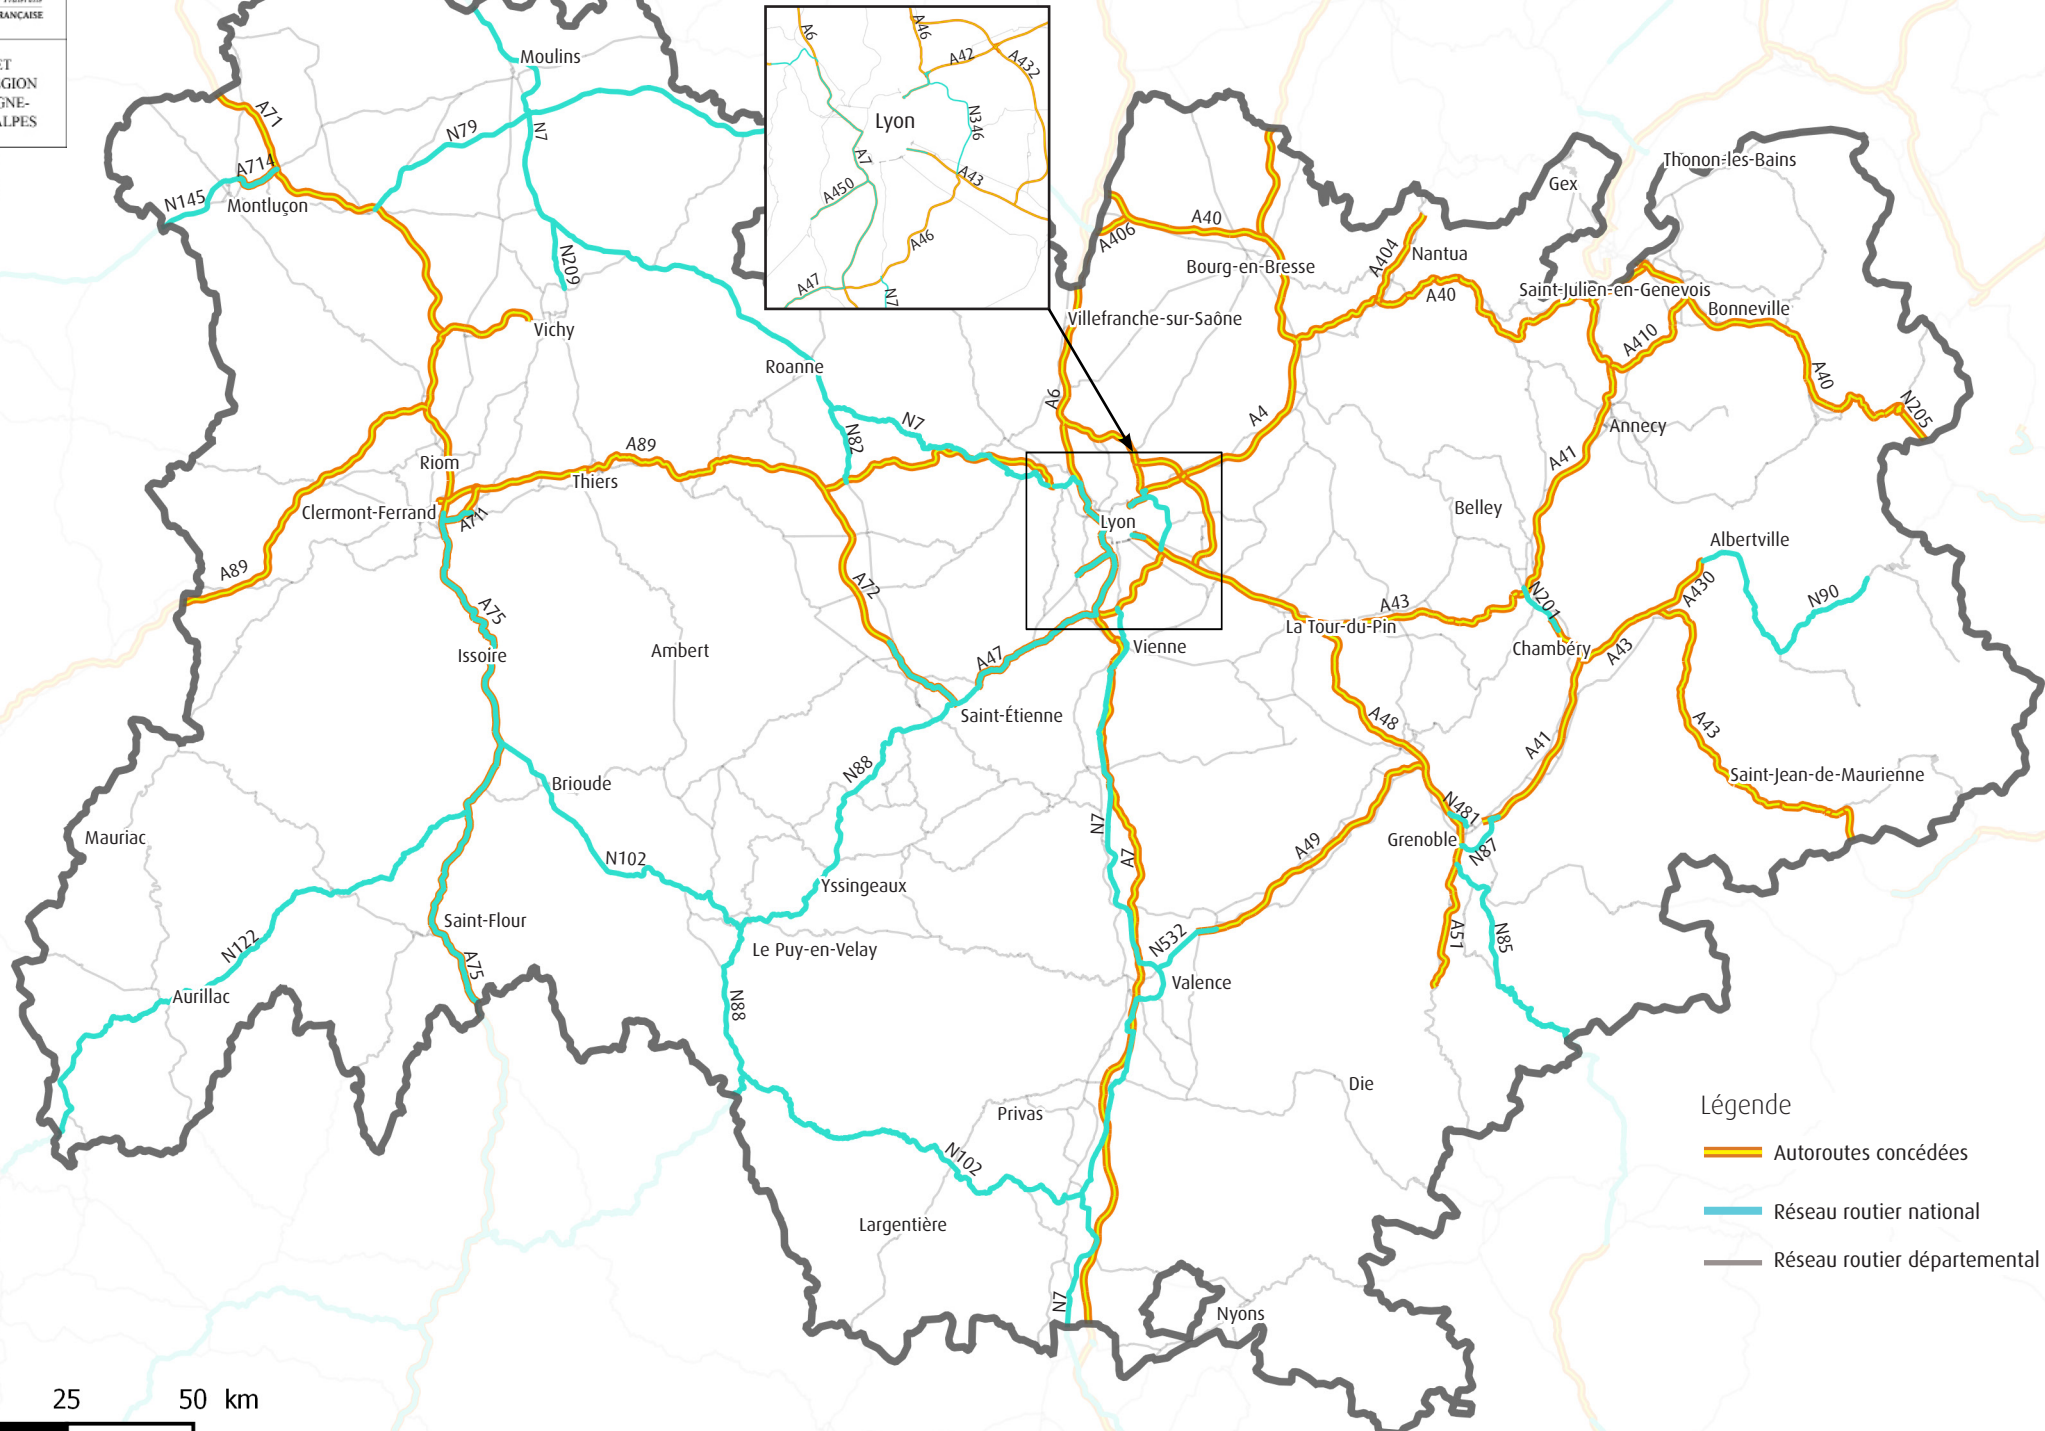 RANÇAISE
ET
GION
GNE-
ALPES
Moulins
A71
N79
N7
A714
N145
Montluçon
N209
Vichy
Roanne
A6
A46
A42
A432
Lyon
N346
A7
A450
A43
A46
A47
N7
A40
A406
Bourg-en-Bresse
Villefranche-sur-Saône
A404
Nantua
A40
Gex
Thonon-les-Bains
Saint-Julien-en-Genevois
Bonneville
A410
A40
N205
Annecy
A6
A4
A41
N7
N82
A89
Riom
Thiers
Clermont-Ferrand
A711
A89
Lyon
Belley
Albertville
A430
N90
A75
A72
Issoire
Ambert
A47
Vienne
La Tour-du-Pin
A43
N201
Chambéry
A43
Saint-Étienne
A48
A41
A43
Saint-Jean-de-Maurienne
N88
Brioude
Mauriac
N102
N7
A7
A49
N481
Grenoble
N87
Yssingeaux
Saint-Flour
N122
A75
Le Puy-en-Velay
N532
Valence
A51
N85
Aurillac
N88
Die
Privas
N102
Largentière
N7
Nyons
Légende
Autoroutes concédées
Réseau routier national
Réseau routier départemental
25 50 km